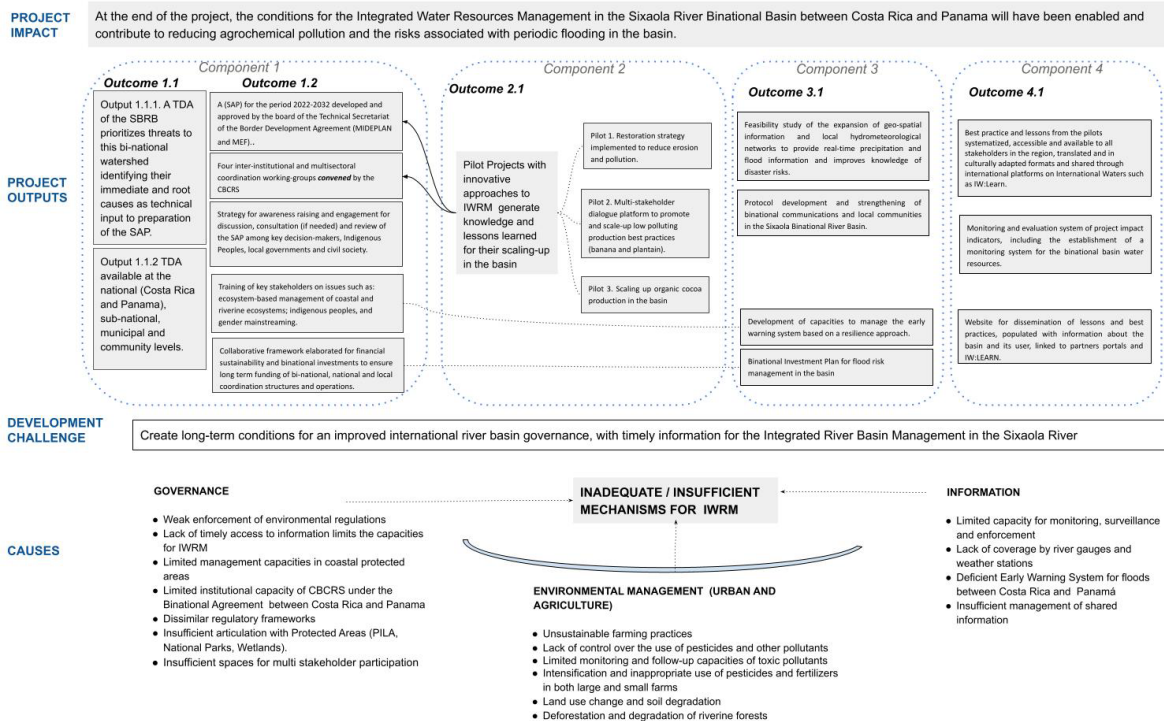 PROJECT
IMPACT
At the end of the project, the conditions for the Integrated Water Resources Management in the Sixaola River Binational Basin between Costa Rica and Panama will have been enabled and
contribute to reducing agrochemical pollution and the risks associated with periodic flooding in the basin.
PROJECT
OUTPUTS
Component 1
Outcome 1.1
Output 1.1.1. A TDA
of the SBRB
prioritizes threats to
this bi-national
watershed
identifying their
immediate and root
causes as technical
input to preparation
of the SAP.
Output 1.1.2 TDA
available at the
national (Costa Rica
and Panama),
sub-national,
municipal and
community levels.
Outcome 1.2
A (SAP) for the period 2022-2032 developed and
approved by the board of the Technical Secretariat
of the Border Development Agreement (MIDEPLAN
and MEF)..
Four inter-institutional and multisectoral
coordination working-groups convened by the
CBCRS
Strategy for awareness raising and engagement for
discussion, consultation (if needed) and review of
the SAP among key decision-makers, Indigenous
Peoples, local governments and civil society.
Training of key stakeholders on issues such as:
ecosystem-based management of coastal and
riverine ecosystems; indigenous peoples, and
gender mainstreaming.
Collaborative framework elaborated for financial
sustainability and binational investments to ensure
long term funding of bi-national, national and local
coordination structures and operations.
Component 2
Outcome 2.1
Pilot Projects with
innovative
approaches to
IWRM generate
knowledge and
lessons learned
for their scaling-up
in the basin
Pilot 1. Restoration strategy
implemented to reduce erosion
and pollution.
Pilot 2. Multi-stakeholder
dialogue platform to promote
and scale-up low polluting
production best practices
(banana and plantain).
Pilot 3. Scaling up organic cocoa
production in the basin
Component 3
Outcome 3.1
Feasibility study of the expansion of geo-spatial
information and local hydrometeorological
networks to provide real-time precipitation and
flood information and improves knowledge of
disaster risks.
Protocol development and strengthening of
binational communications and local communities
in the Sixaola Binational River Basin.
Development of capacities to manage the early
warning system based on a resilience approach.
Binational Investment Plan for flood risk
management in the basin
Component 4
Outcome 4.1
Best practice and lessons from the pilots
systematized, accessible and available to all
stakeholders in the region, translated and in
culturally adapted formats and shared through
international platforms on International Waters such
as IW:Learn.
Monitoring and evaluation system of project impact
indicators, including the establishment of a
monitoring system for the binational basin water
resources.
Website for dissemination of lessons and best
practices, populated with information about the
basin and its user, linked to partners portals and
IW:LEARN.
DEVELOPMENT
CHALLENGE
Create long-term conditions for an improved international river basin governance, with timely information for the Integrated River Basin Management in the Sixaola River
CAUSES
GOVERNANCE
● Weak enforcement of environmental regulations
● Lack of timely access to information limits the capacities
for IWRM
● Limited management capacities in coastal protected
areas
● Limited institutional capacity of CBCRS under the
Binational Agreement between Costa Rica and Panama
● Dissimilar regulatory frameworks
● Insufficient articulation with Protected Areas (PILA,
National Parks, Wetlands).
● Insufficient spaces for multi stakeholder participation
INADEQUATE / INSUFFICIENT
MECHANISMS FOR IWRM
ENVIRONMENTAL MANAGEMENT (URBAN AND
AGRICULTURE)
● Unsustainable farming practices
● Lack of control over the use of pesticides and other pollutants
● Limited monitoring and follow-up capacities of toxic pollutants
● Intensification and inappropriate use of pesticides and fertilizers
in both large and small farms
● Land use change and soil degradation
● Deforestation and degradation of riverine forests
INFORMATION
● Limited capacity for monitoring, surveillance
and enforcement
● Lack of coverage by river gauges and
weather stations
● Deficient Early Warning System for floods
between Costa Rica and Panamá
● Insufficient management of shared
information